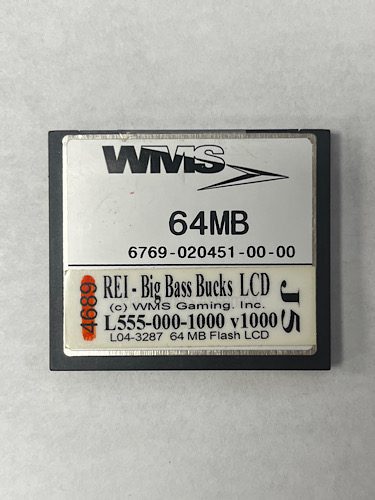 WMS
64MB
6769-020451-00-00
4689
REI - Big Bass Bucks LCD
(c) WMS Gaming. Inc.
L555-000-1000 v1000
L04-3287 64 MB Flash LCD
J5